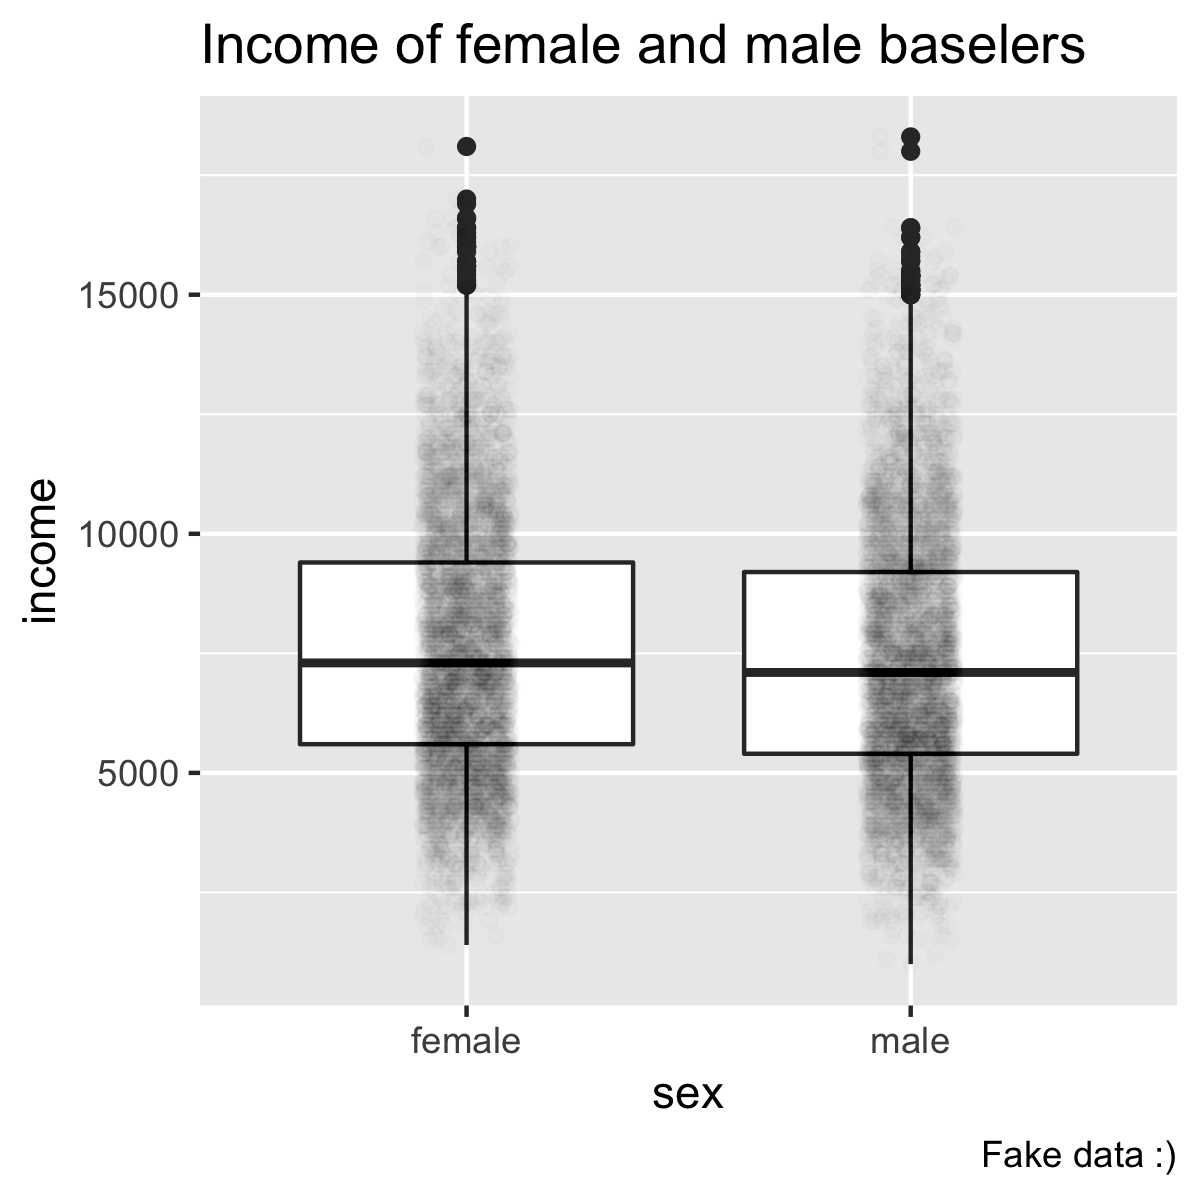 Income of female and male baselers
income
15000
10000
5000
female male
sex
Fake data :)